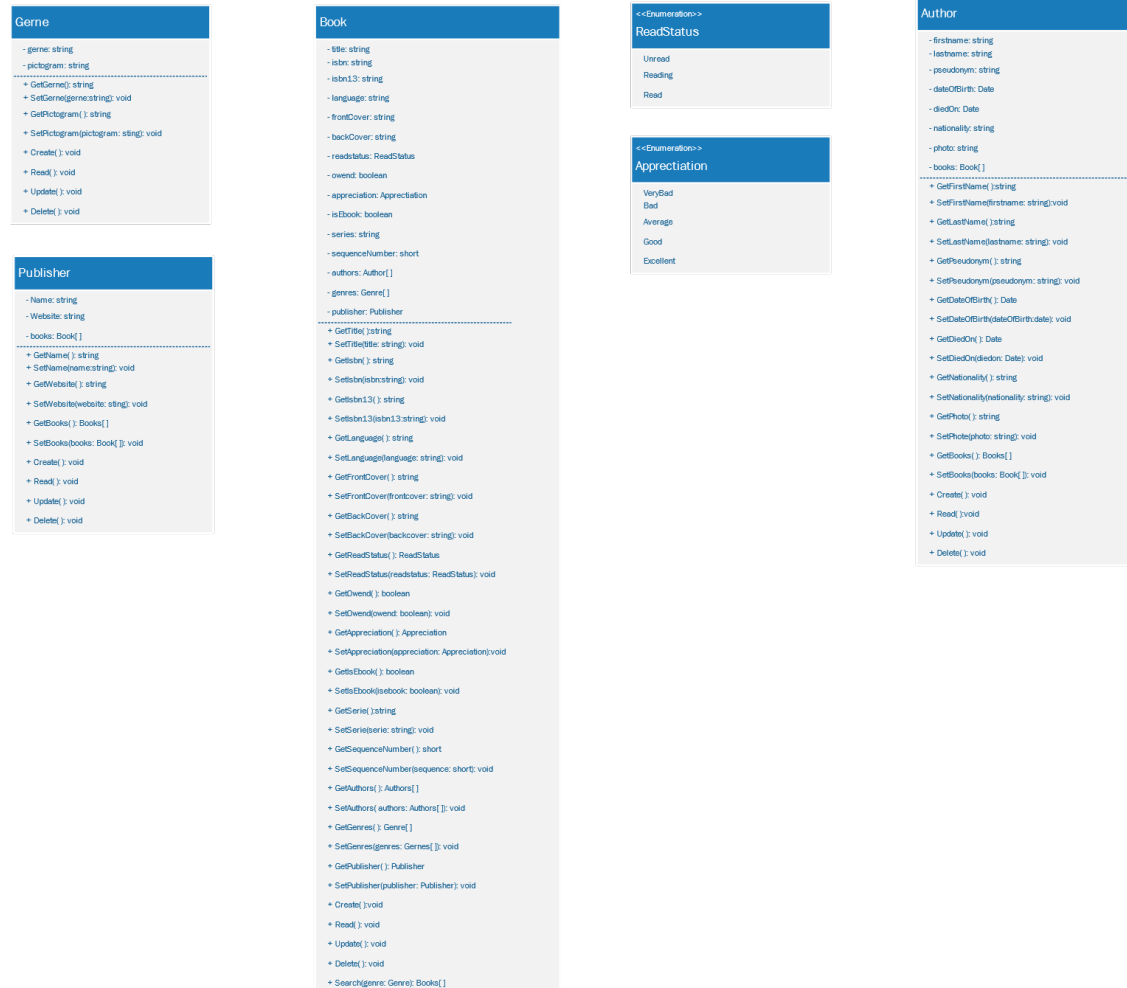 Gerne
- gerne: string
- pictogram: string
+ GetGerne(): string
+ SetGerne(gerne:string): void
+ GetPictogram( ): string
+ SetPictogram(pictogram: sting): void
+ Create( ): void
+ Read( ): void
+ Update( ): void
+ Delete( ): void
Publisher
- Name: string
- Website: string
- books: Book[ ]
+ GetName( ): string
+ SetName(name:string): void
+ GetWebsite( ): string
+ SetWebsite(website: sting): void
+ GetBooks( ): Books[ ]
+ SetBooks(books: Book[ ]): void
+ Create( ): void
+ Read( ): void
+ Update( ): void
+ Delete( ): void
Book
- title: string
- isbn: string
- isbn13: string
- language: string
- frontCover: string
- backCover: string
- readstatus: ReadStatus
- owend: boolean
- appreciation: Apprectiation
- isEbook: boolean
- series: string
- sequenceNumber: short
- authors: Author[ ]
- genres: Genre[ ]
- publisher: Publisher
+ GetTitle( ):string
+ SetTitle(title: string): void
+ GetIsbn( ): string
+ SetIsbn(isbn:string): void
+ GetIsbn13( ): string
+ SetIsbn13(isbn13:string): void
+ GetLanguage( ): string
+ SetLanguage(language: string): void
+ GetFrontCover( ): string
+ SetFrontCover(frontcover: string): void
+ GetBackCover( ): string
+ SetBackCover(backcover: string): void
+ GetReadStatus( ): ReadStatus
+ SetReadStatus(readstatus: ReadStatus): void
+ GetOwend( ): boolean
+ SetOwend(owend: boolean): void
+ GetAppreciation( ): Appreciation
+ SetAppreciation(appreciation: Appreciation):void
+ GetIsEbook( ): boolean
+ SetIsEbook(isebook: boolean): void
+ GetSerie( ):string
+ SetSerie(serie: string): void
+ GetSequenceNumber( ): short
+ SetSequenceNumber(sequence: short): void
+ GetAuthors( ): Authors[ ]
+ SetAuthors( authors: Authors[ ]): void
+ GetGenres( ): Genre[ ]
+ SetGenres(genres: Gernes[ ]): void
+ GetPublisher( ): Publisher
+ SetPublisher(publisher: Publisher): void
+ Create( ):void
+ Read( ): void
+ Update( ): void
+ Delete( ): void
+ Search(genre: Genre): Books[ ]
<<Enumeration>>
ReadStatus
Unread
Reading
Read
<<Enumeration>>
Apprectiation
VeryBad
Bad
Average
Good
Excellent
Author
- firstname: string
- lastname: string
- pseudonym: string
- dateOfBirth: Date
- diedOn: Date
- nationality: string
- photo: string
- books: Book[ ]
+ GetFirstName( ):string
+ SetFirstName(firstname: string):void
+ GetLastName( ):string
+ SetLastName(lastname: string): void
+ GetPseudonym( ): string
+ SetPseudonym(pseudonym: string): void
+ GetDateOfBirth( ): Date
+ SetDateOfBirth(dateOfBirth:date): void
+ GetDiedOn( ): Date
+ SetDiedOn(diedon: Date): void
+ GetNationality( ): string
+ SetNationality(nationality: string): void
+ GetPhoto( ): string
+ SetPhote(photo: string): void
+ GetBooks( ): Books[ ]
+ SetBooks(books: Book[ ]): void
+ Create( ): void
+ Read( ):void
+ Update( ): void
+ Delete( ): void